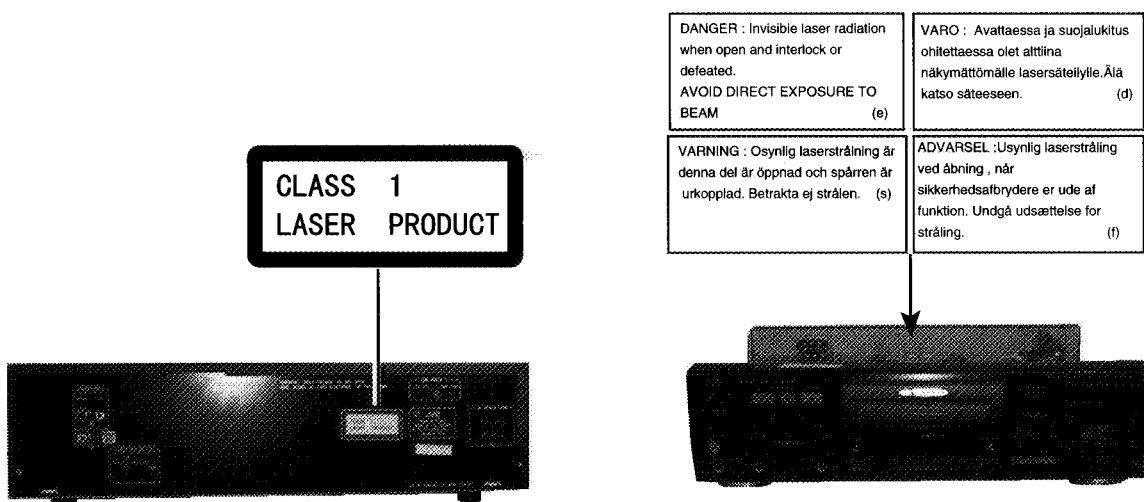 CLASS 1
LASER PRODUCT
DANGER : Invisible laser radiation
when open and interlock or
defeated.
AVOID DIRECT EXPOSURE TO
BEAM (e)
VARO : Avattaessa ja suojalukitus
ohitettaessa olet alttiina
näkymättömälle lasersäteilylle.Älä
katso säteeseen. (d)
VARNING : Osynlig laserstrålning är
denna del är öppnad och spårren är
urkopplad. Betrakta ej strålen. (s)
ADVARSEL :Usynlig laserstråling
ved åbning , når
sikkerhedsafbrydere er ude af
funktion. Undgå udsættelse for
stråling. (f)